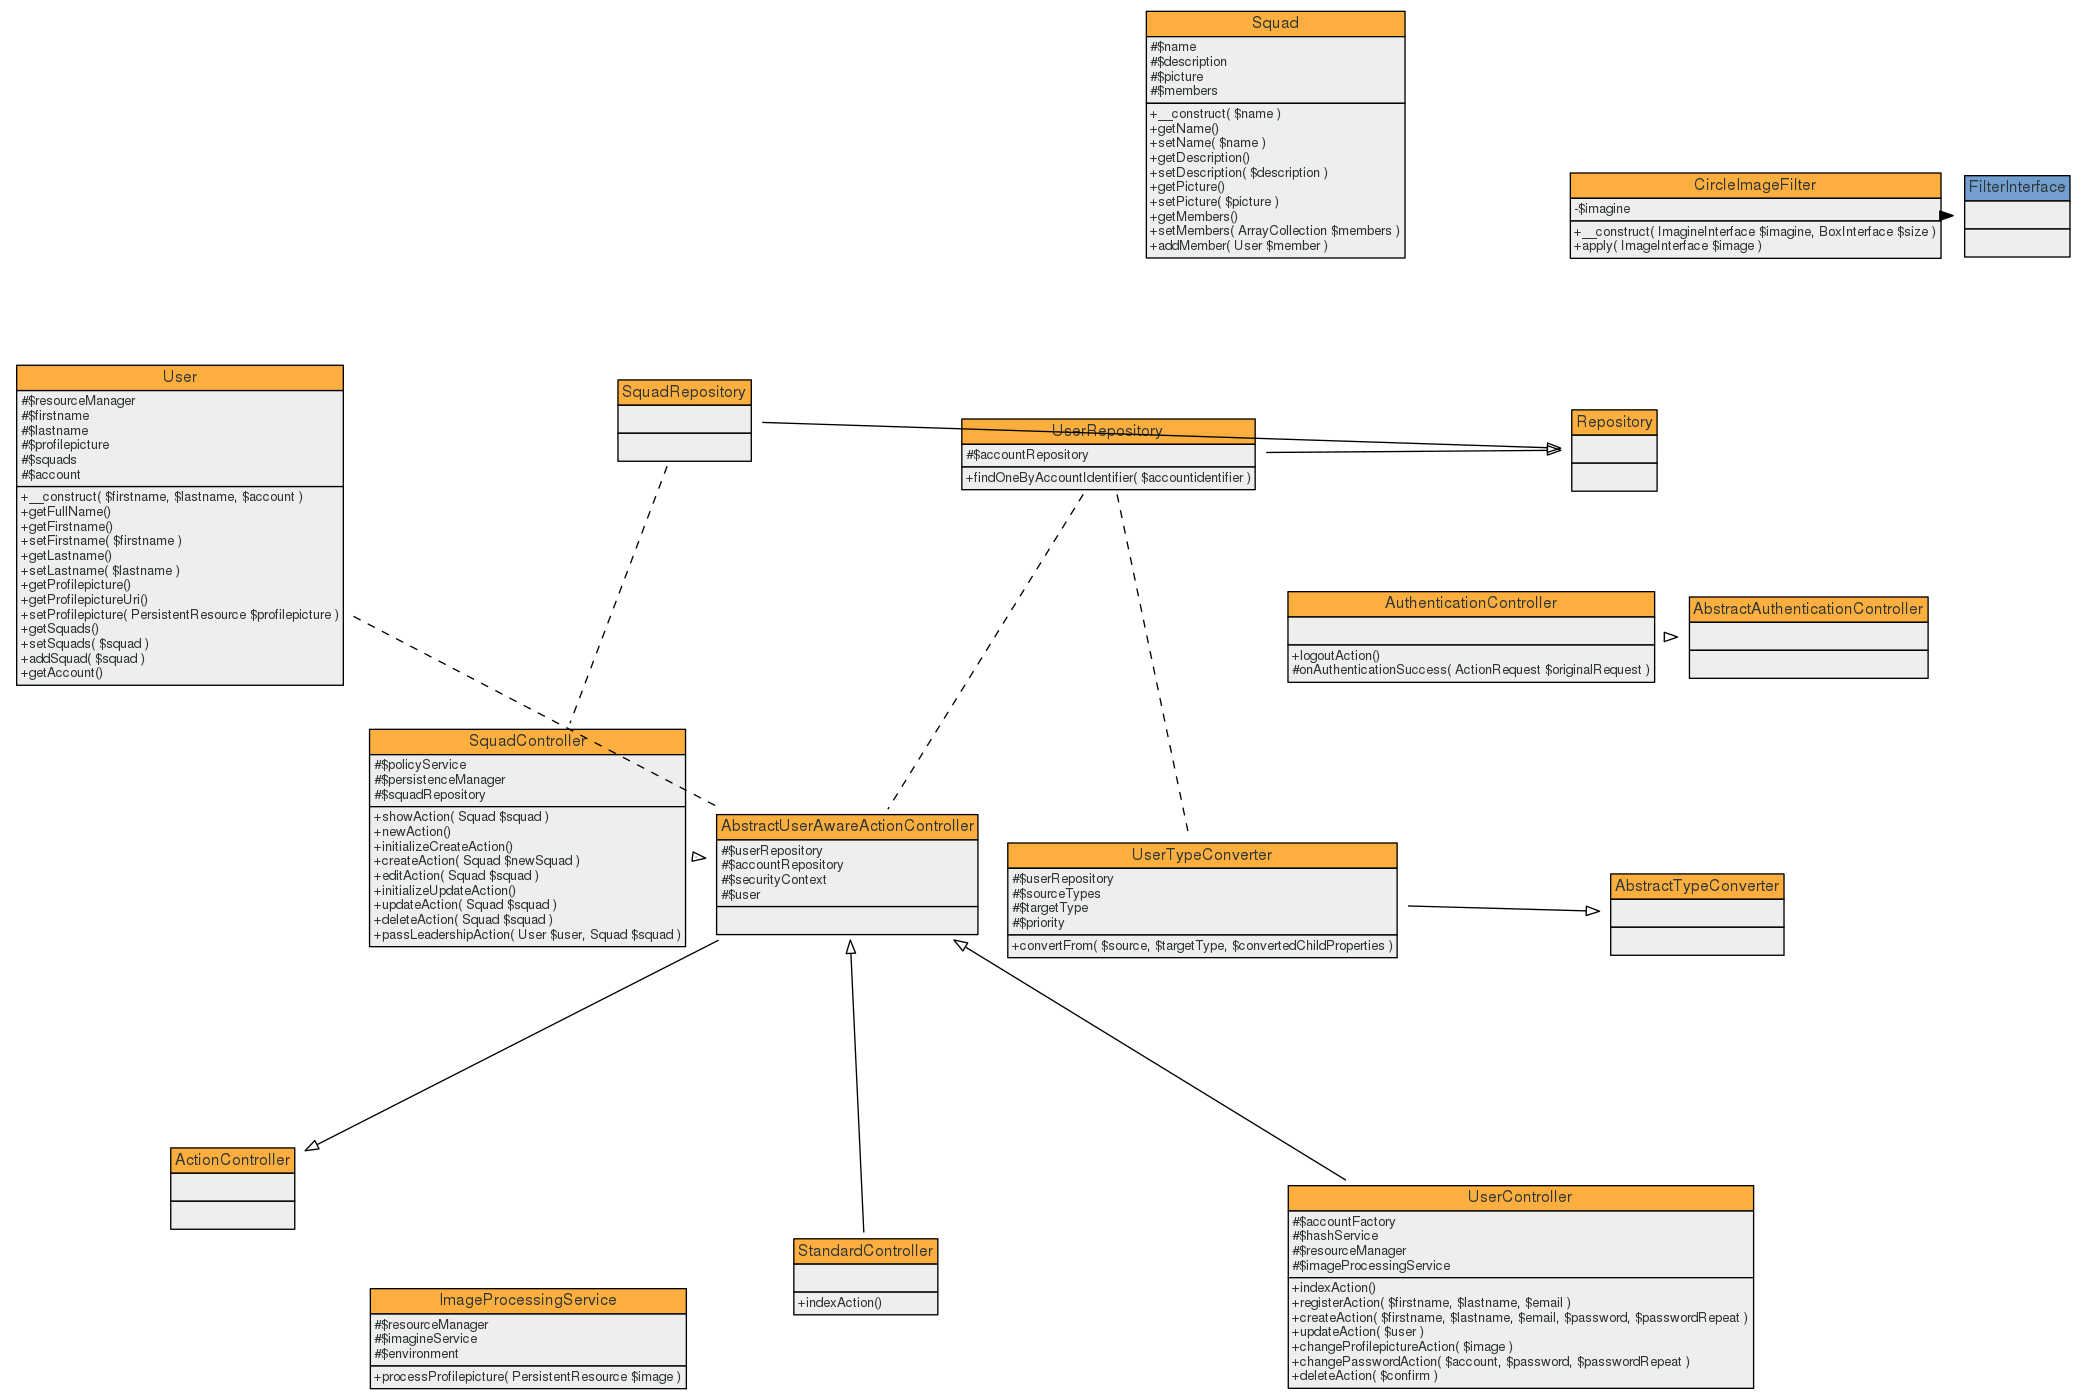 Squad
#$name
#$description
#$picture
#$members
+__construct( $name )
+getName()
+setName( $name )
+getDescription()
+setDescription( $description )
+getPicture()
+setPicture( $picture )
+getMembers()
+setMembers( ArrayCollection $members )
+addMember( User $member )
CircleImageFilter
-$imagine
+__construct( ImagineInterface $imagine, BoxInterface $size )
+apply( ImageInterface $image )
FilterInterface
User
#$resourceManager
#$firstname
#$lastname
#$profilepicture
#$squads
#$account
+__construct( $firstname, $lastname, $account )
+getFullName()
+getFirstname()
+setFirstname( $firstname )
+getLastname()
+setLastname( $lastname )
+getProfilepicture()
+getProfilepictureUri()
+setProfilepicture( PersistentResource $profilepicture )
+getSquads()
+setSquads( $squad )
+addSquad( $squad )
+getAccount()
SquadRepository
UserRepository
#$accountRepository
+findOneByAccountIdentifier( $accountidentifier )
Repository
AuthenticationController
+logoutAction()
#onAuthenticationSuccess( ActionRequest $originalRequest )
AbstractAuthenticationController
SquadController
#$policyService
#$persistenceManager
#$squadRepository
+showAction( Squad $squad )
+newAction()
+initializeCreateAction()
+createAction( Squad $newSquad )
+editAction( Squad $squad )
+initializeUpdateAction()
+updateAction( Squad $squad )
+deleteAction( Squad $squad )
+passLeadershipAction( User $user, Squad $squad )
AbstractUserAwareActionController
#$userRepository
#$accountRepository
#$securityContext
#$user
UserTypeConverter
#$userRepository
#$sourceTypes
#$targetType
#$priority
+convertFrom( $source, $targetType, $convertedChildProperties )
AbstractTypeConverter
ActionController
StandardController
+indexAction()
UserController
#$accountFactory
#$hashService
#$resourceManager
#$imageProcessingService
+indexAction()
+registerAction( $firstname, $lastname, $email )
+createAction( $firstname, $lastname, $email, $password, $passwordRepeat )
+updateAction( $user )
+changeProfilepictureAction( $image )
+changePasswordAction( $account, $password, $passwordRepeat )
+deleteAction( $confirm )
ImageProcessingService
#$resourceManager
#$imagineService
#$environment
+processProfilepicture( PersistentResource $image )